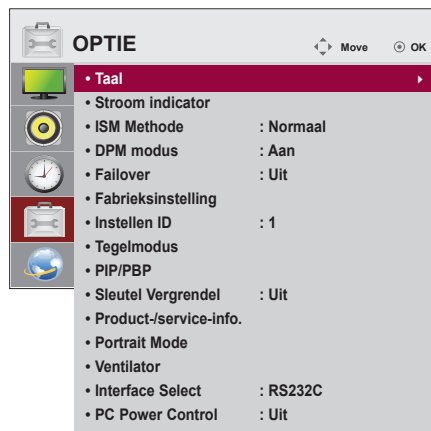 OPTIE Move OK
• Taal
• Stroom indicator
• ISM Methode : Normaal
• DPM modus : Aan
• Failover : Uit
• Fabrieksinstelling
• Instellen ID : 1
• Tegelmodus
• PIP/PBP
• Sleutel Vergrendel : Uit
• Product-/service-info.
• Portrait Mode
• Ventilator
• Interface Select : RS232C
• PC Power Control : Uit